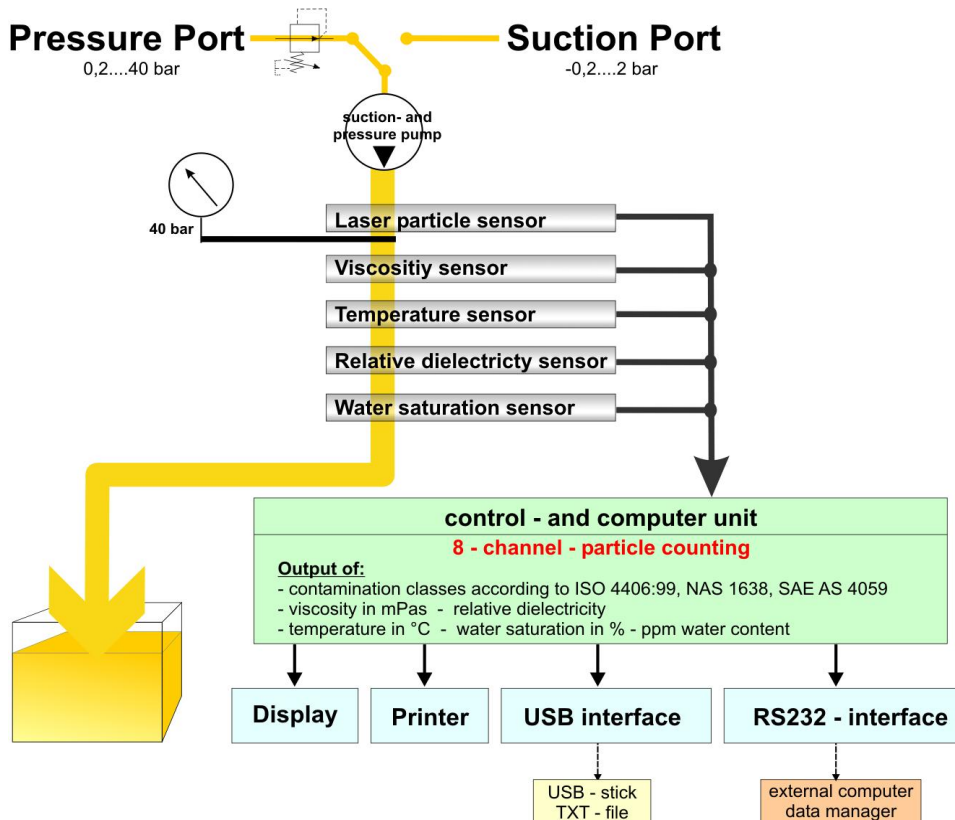 Pressure Port
0,2....40 bar
Suction Port
-0,2....2 bar
suction- and
pressure pump
40 bar
Laser particle sensor
Viscositiy sensor
Temperature sensor
Relative dielectricty sensor
Water saturation sensor
control - and computer unit
8 - channel - particle counting
Output of:
- contamination classes according to ISO 4406:99, NAS 1638, SAE AS 4059
- viscosity in mPas - relative dielectricity
- temperature in °C - water saturation in % - ppm water content
Display
Printer
USB interface
RS232 - interface
USB - stick
TXT - file
external computer
data manager